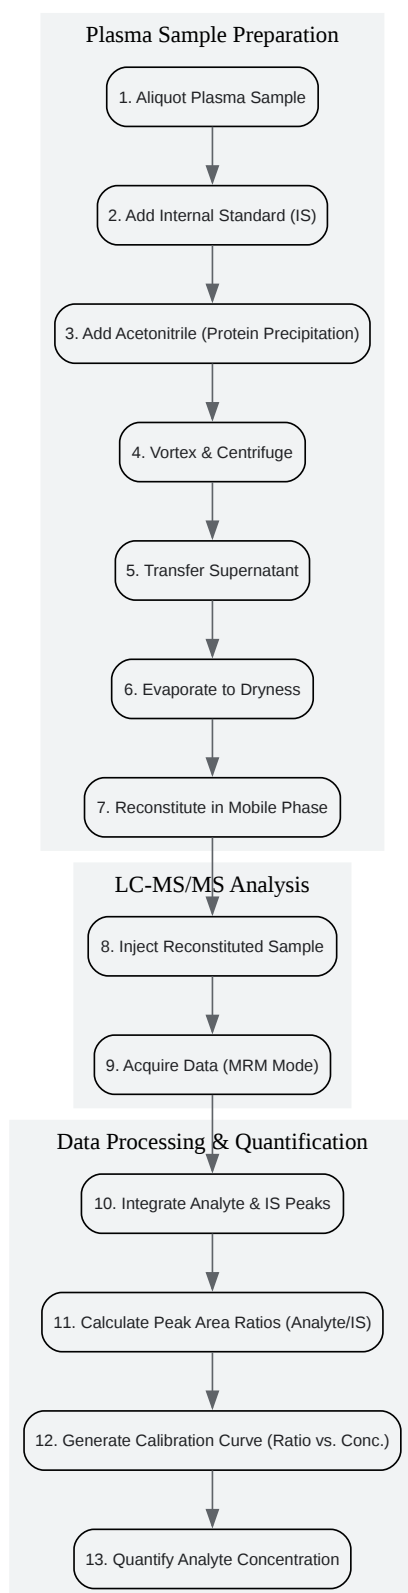 Plasma Sample Preparation
1. Aliquot Plasma Sample
2. Add Internal Standard (IS)
3. Add Acetonitrile (Protein Precipitation)
4. Vortex & Centrifuge
5. Transfer Supernatant
6. Evaporate to Dryness
7. Reconstitute in Mobile Phase
LC-MS/MS Analysis
8. Inject Reconstituted Sample
9. Acquire Data (MRM Mode)
Data Processing & Quantification
10. Integrate Analyte & IS Peaks
11. Calculate Peak Area Ratios (Analyte/IS)
12. Generate Calibration Curve (Ratio vs. Conc.)
13. Quantify Analyte Concentration